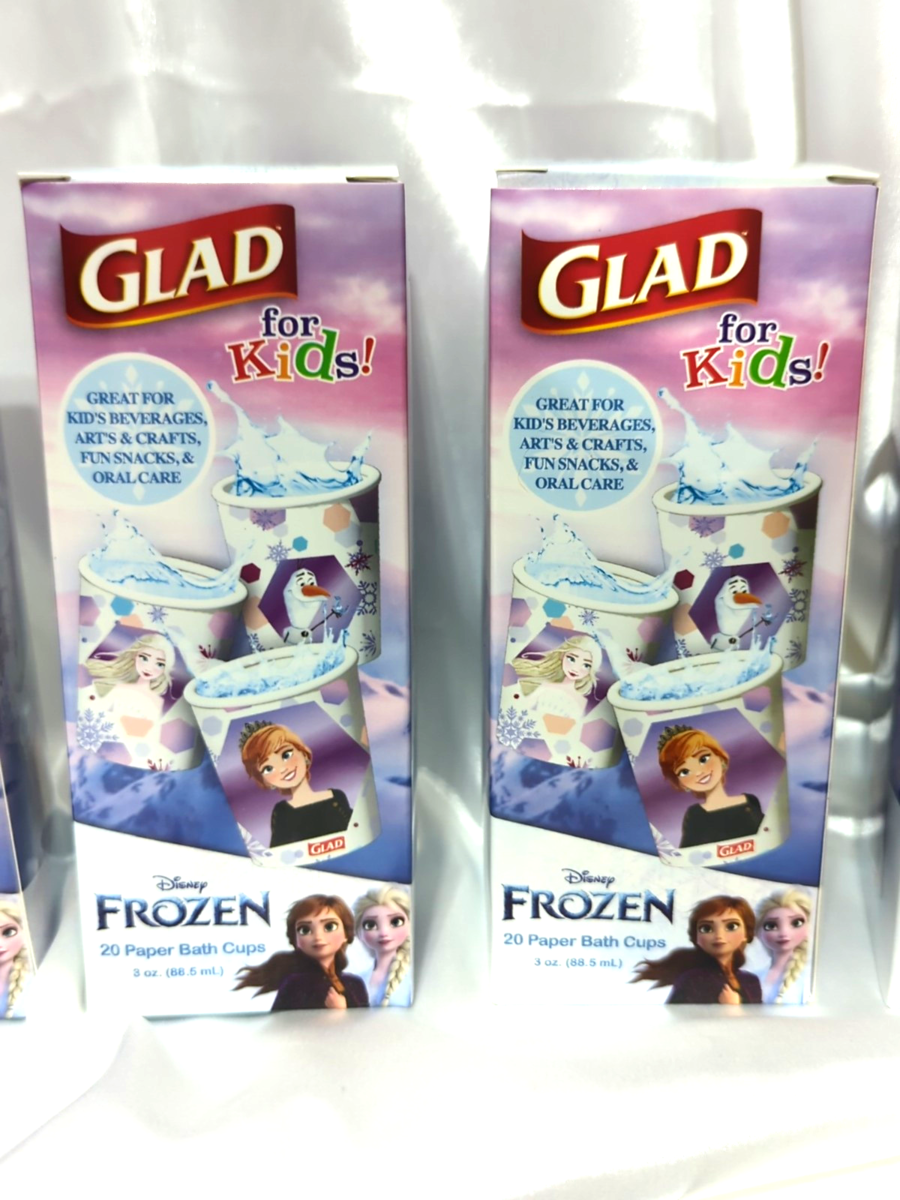 GLAD
for
Kids!
GREAT FOR
KID'S BEVERAGES,
ART'S & CRAFTS,
FUN SNACKS, &
ORAL CARE
GLAD
Disney
FROZEN
20 Paper Bath Cups
3 oz. (88.5 mL)
GLAD
for
Kids!
GREAT FOR
KID'S BEVERAGES,
ART'S & CRAFTS,
FUN SNACKS, &
ORAL CARE
GLAD
Disney
FROZEN
20 Paper Bath Cups
3 oz. (88.5 mL)